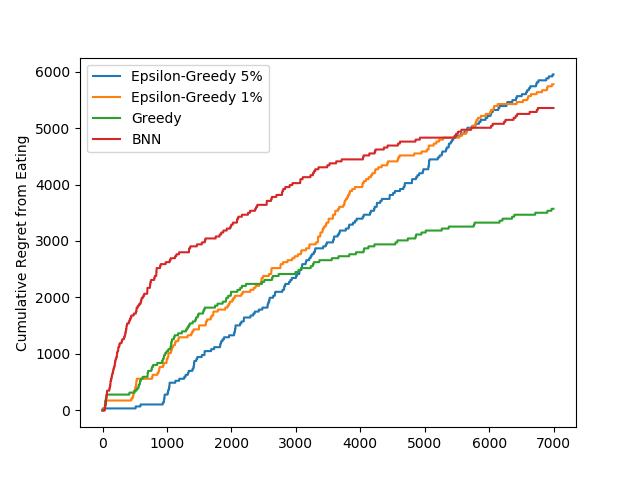 Epsilon-Greedy 5%
Epsilon-Greedy 1%
Greedy
BNN
Cumulative Regret from Eating
6000
5000
4000
3000
2000
1000
0
0 1000 2000 3000 4000 5000 6000 7000